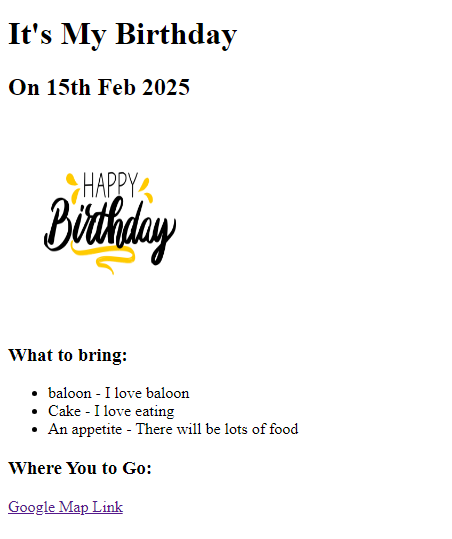 It's My Birthday
On 15th Feb 2025
HAPPY
Birthday
What to bring:
baloon - I love baloon
Cake - I love eating
An appetite - There will be lots of food
Where You to Go:
Google Map Link